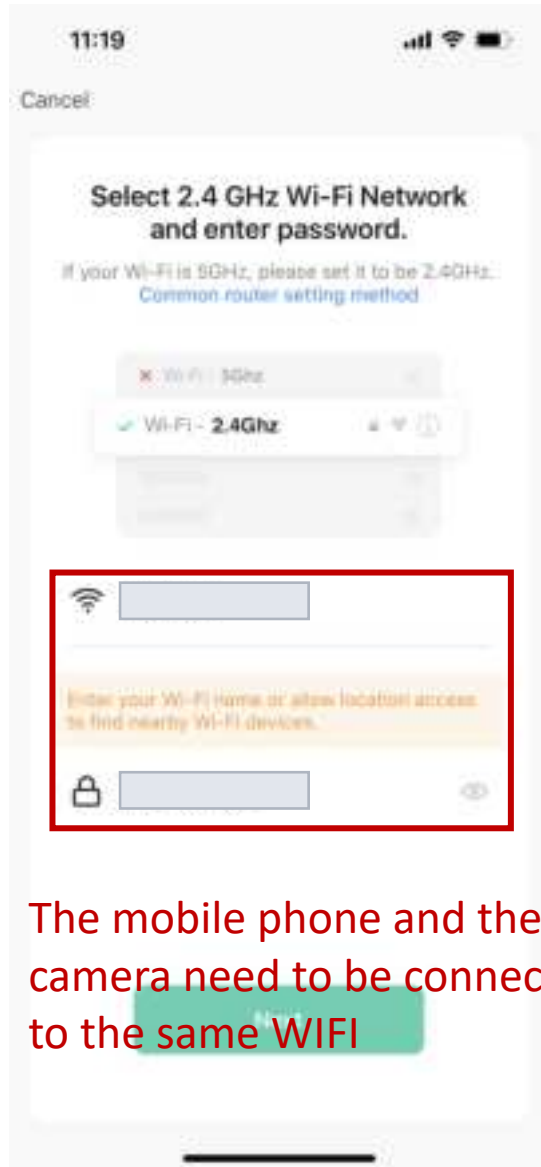 11:19
Cancel
Select 2.4 GHz Wi-Fi Network
and enter password.
If your Wi-Fi is 5GHz, please set it to be 2.4GHz.
Common router setting method
Wi-Fi - 5Ghz
Wi-Fi - 2.4Ghz
Enter your Wi-Fi name or allow location access
to find nearby Wi-Fi devices.
The mobile phone and the
camera need to be connec
to the same WIFI